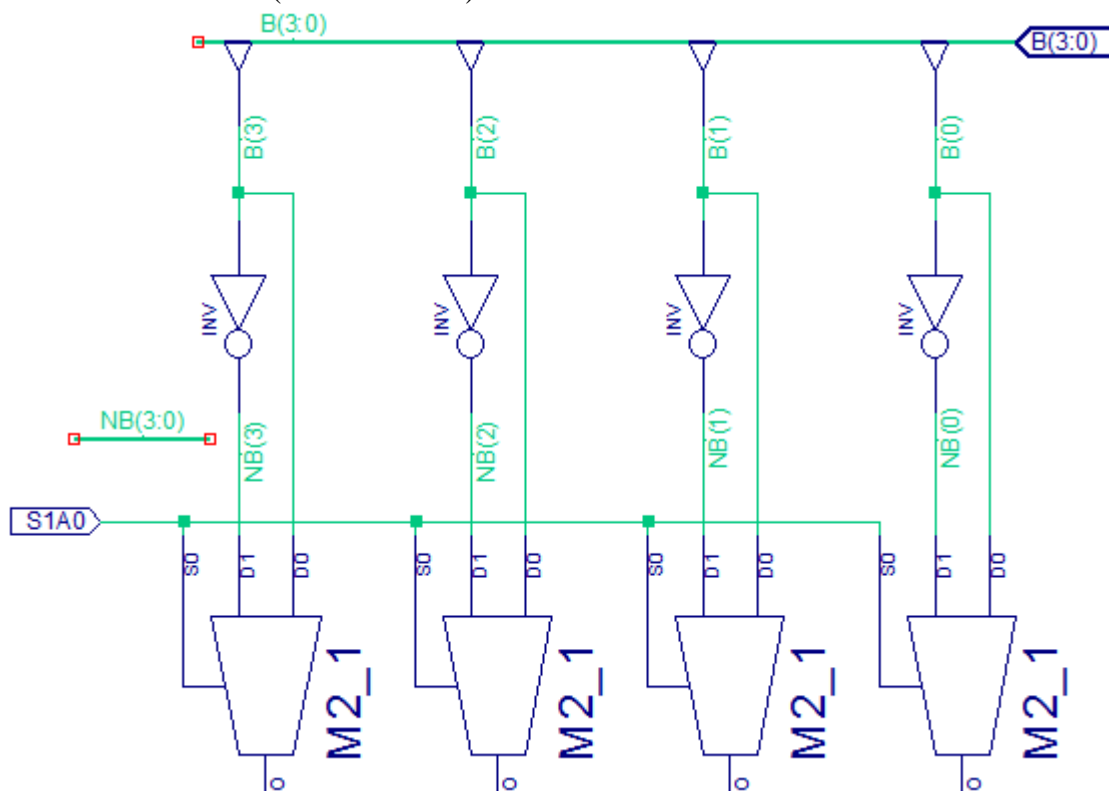 B(3:0)
B(3:0)
B(3)
B(2)
B(1)
B(0)
INV
INV
INV
INV
NB(3:0)
NB(3)
NB(2)
NB(1)
NB(0)
S1A0
S0
D1
D0
S0
D1
D0
S0
D1
D0
S0
D1
D0
M2_1
M2_1
M2_1
M2_1
O
O
O
O